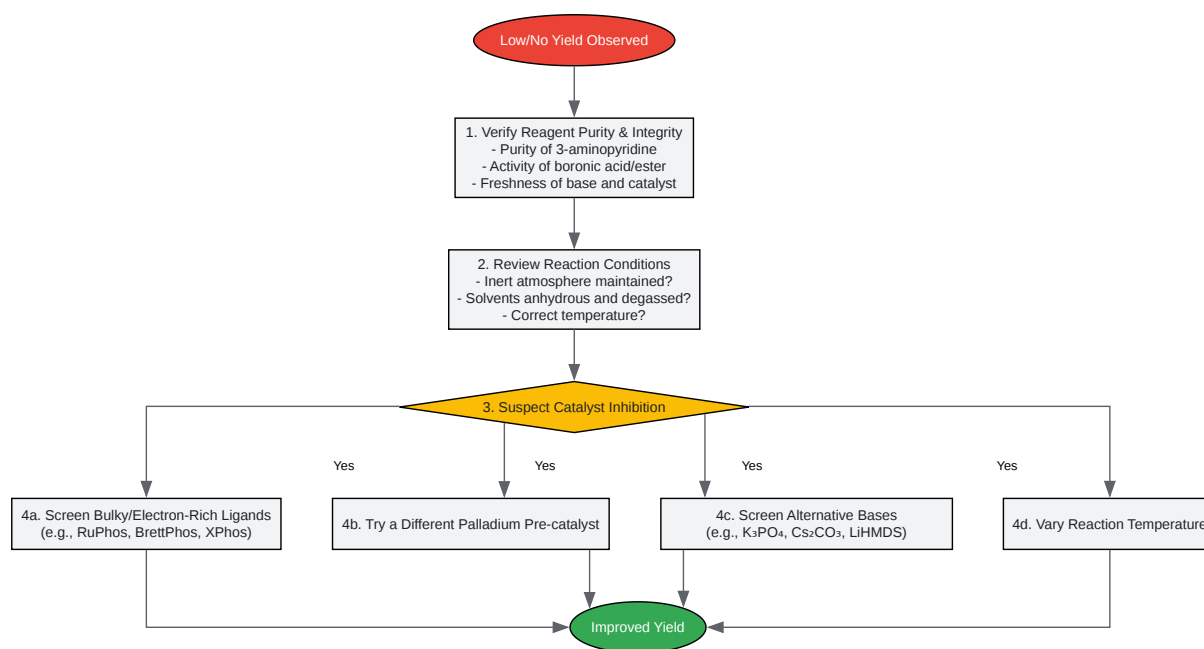 Low/No Yield Observed
1. Verify Reagent Purity & Integrity
- Purity of 3-aminopyridine
- Activity of boronic acid/ester
- Freshness of base and catalyst
2. Review Reaction Conditions
- Inert atmosphere maintained?
- Solvents anhydrous and degassed?
- Correct temperature?
3. Suspect Catalyst Inhibition
Yes
Yes
Yes
Yes
4a. Screen Bulky/Electron-Rich Ligands
(e.g., RuPhos, BrettPhos, XPhos)
4b. Try a Different Palladium Pre-catalyst
4c. Screen Alternative Bases
(e.g., K₃PO₄, Cs₂CO₃, LiHMDS)
4d. Vary Reaction Temperature
Improved Yield